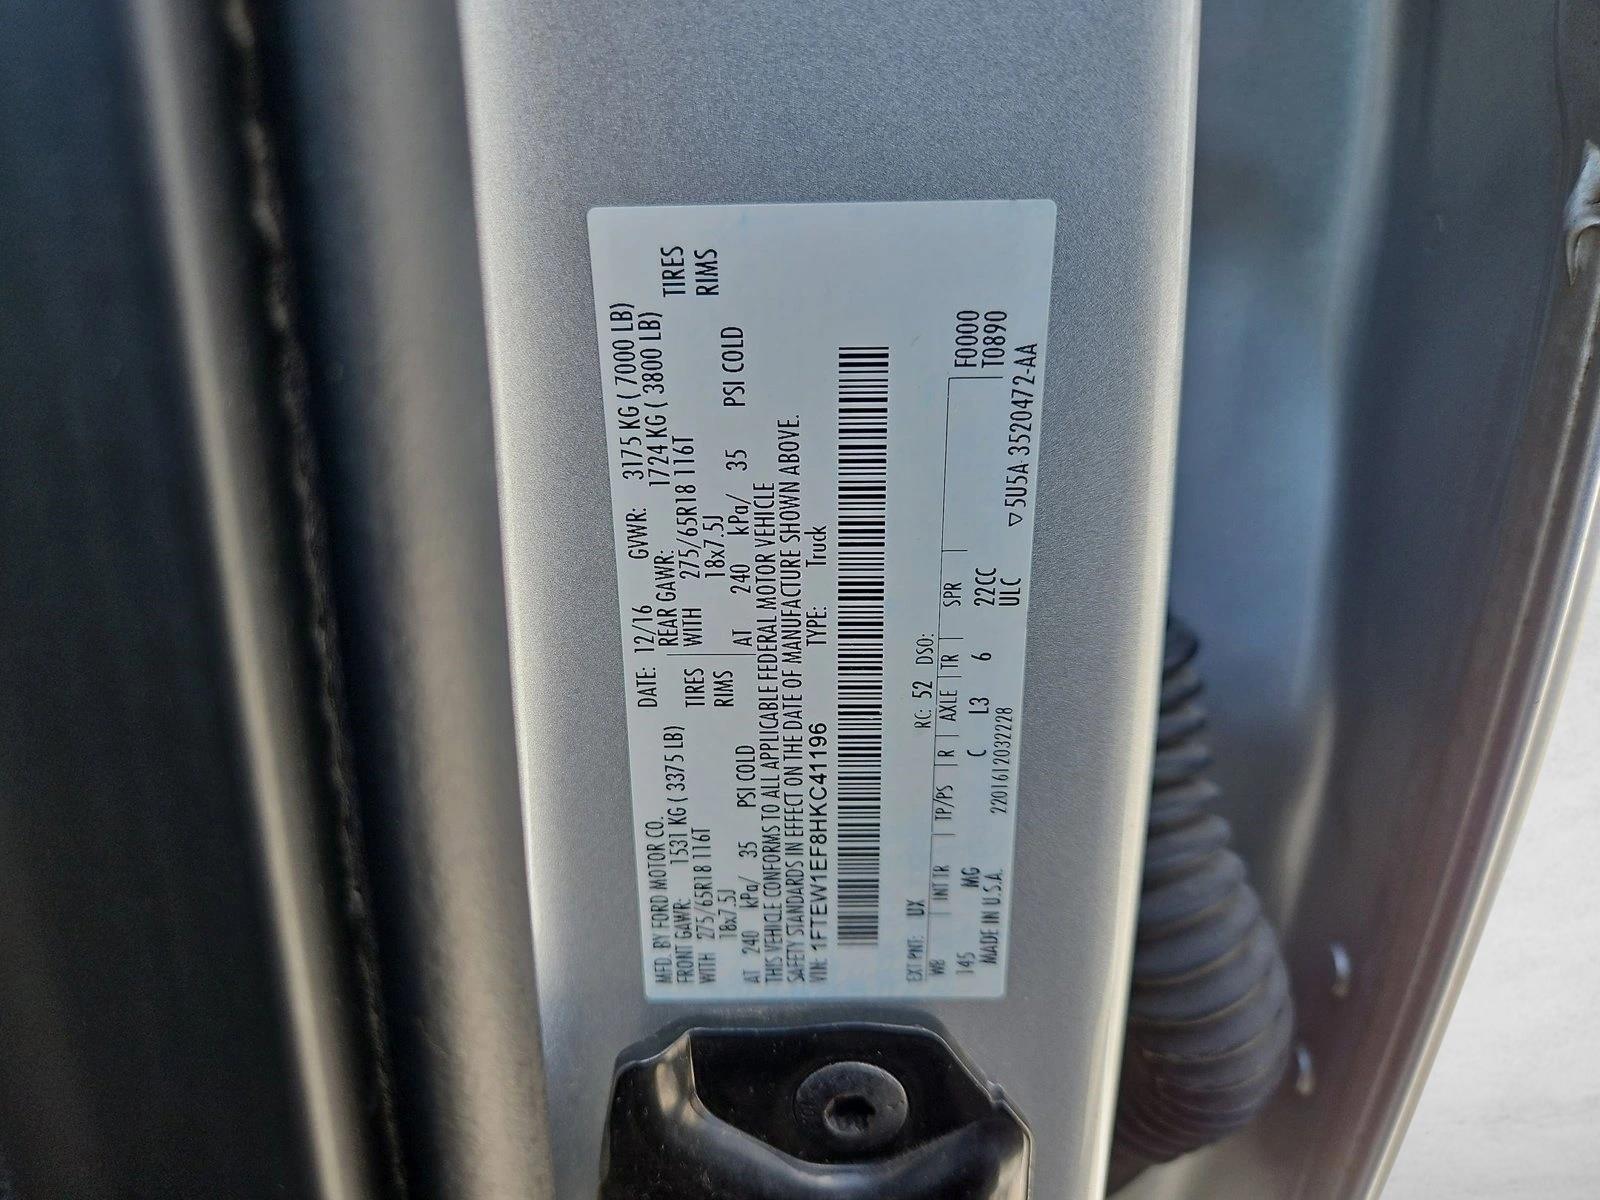 MFD. BY FORD MOTOR CO. DATE: 12/16 GVWR: 3175 KG ( 7000 LB)
FRONT GAWR: 1531 KG ( 3375 LB) REAR GAWR: 1724 KG ( 3800 LB)
WITH 275/65R18 116T TIRES WITH 275/65R18 116T TIRES
18x7.5J RIMS 18x7.5J RIMS
AT 240 kPa/ 35 PSI COLD AT 240 kPa/ 35 PSI COLD
THIS VEHICLE CONFORMS TO ALL APPLICABLE FEDERAL MOTOR VEHICLE
SAFETY STANDARDS IN EFFECT ON THE DATE OF MANUFACTURE SHOWN ABOVE.
VIN: 1FTEW1EF8HKC41196 TYPE: Truck
EXT PNT: UX RC: 52 DSO:
WB INT TR TP/PS R AXLE TR SPR F0000
145 MG C L3 6 22CC T0890
MADE IN U.S.A. 2201612032228 ULC
▽5U5A 3520472-AA